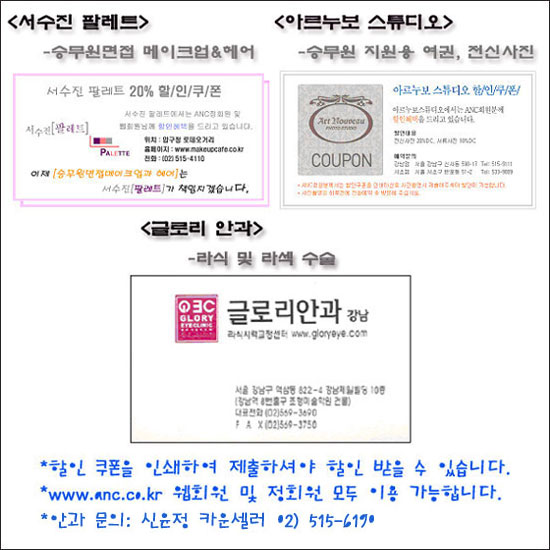 <서수진 팔레트>
-승무원면접 메이크업&헤어
서수진 팔레트 20% 할/인/쿠/폰
서수진 팔레트에서는 ANC정회원 및
웹회원님께 할인혜택을 드리고 있습니다.
서수진[팔레트]
PALETTE
위치 : 압구정 롯데오거리
홈페이지 : www.makeupcafe.co.kr
전화 : (02) 515-4110
이제 [승무원면접메이크업과 헤어]는
서수진[팔레트]가 책임지겠습니다.
<아르누보 스튜디오>
-승무원 지원용 여권, 전신사진
Art Nouveau
COUPON
아르누보 스튜디오 할/인/쿠/폰/
아르누보스튜디오에서는 ANC회원분께
할인혜택을 드리고 있습니다.
할인내용
예약문의
<글로리 안과>
-라식 및 라섹 수술
GLORY
EYECLINIC
글로리안과 강남
라식시력교정센터 www.gloryeye.com
서울 강남구 역삼동 822-4 강남제일빌딩 10층
(강남역 8번출구 조형미술학원 건물)
대표전화 (02)569-3690
F A X (02)569-3750
*할인 쿠폰을 인쇄하여 제출하셔야 할인 받을 수 있습니다.
*www.anc.co.kr 웹회원 및 정회원 모두 이용 가능합니다.
*안과 문의: 신윤정 카운셀러 02) 515-6190